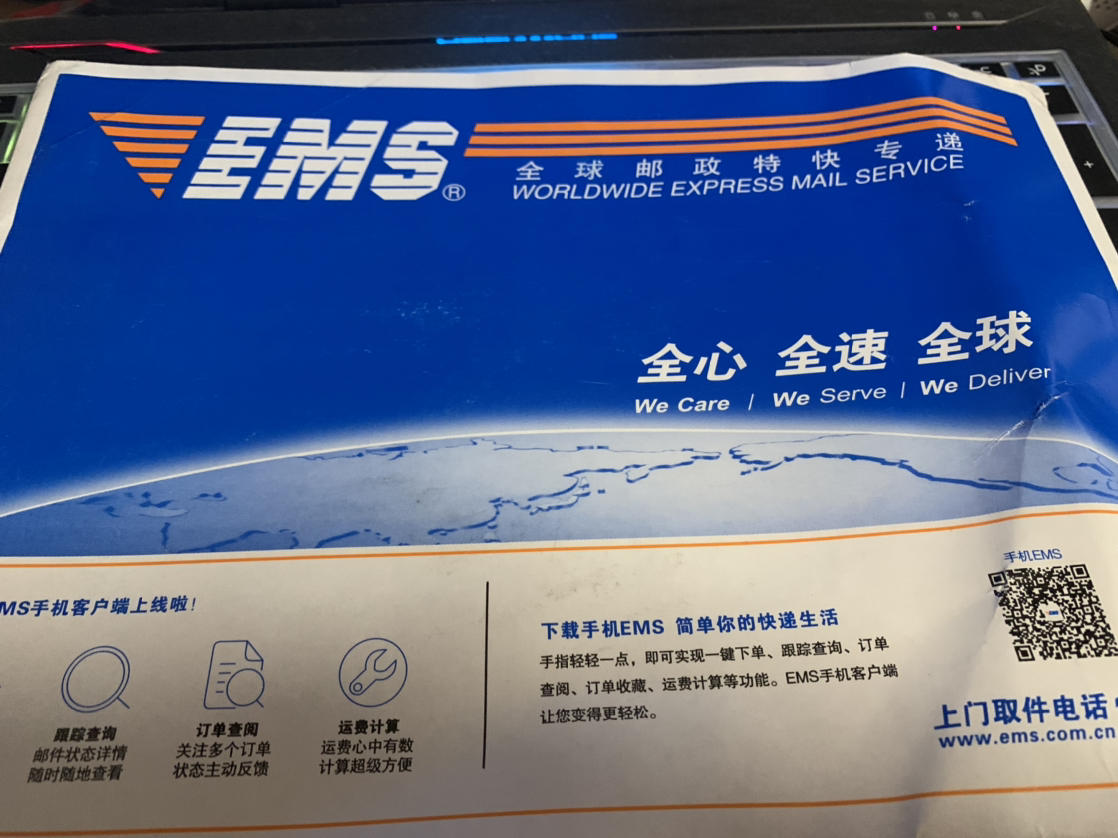 EMS®
全球邮政特快专递
WORLDWIDE EXPRESS MAIL SERVICE
全心 全速 全球
We Care | We Serve | We Deliver
MS手机客户端上线啦！
跟踪查询
邮件状态详情
随时随地查看
订单查阅
关注多个订单
状态主动反馈
运费计算
运费心中有数
计算超级方便
下载手机EMS 简单你的快递生活
手指轻轻一点，即可实现一键下单、跟踪查询、订单
查阅、订单收藏、运费计算等功能。EMS手机客户端
让您变得更轻松。
手机EMS
EMS
上门取件电话
www.ems.com.cn